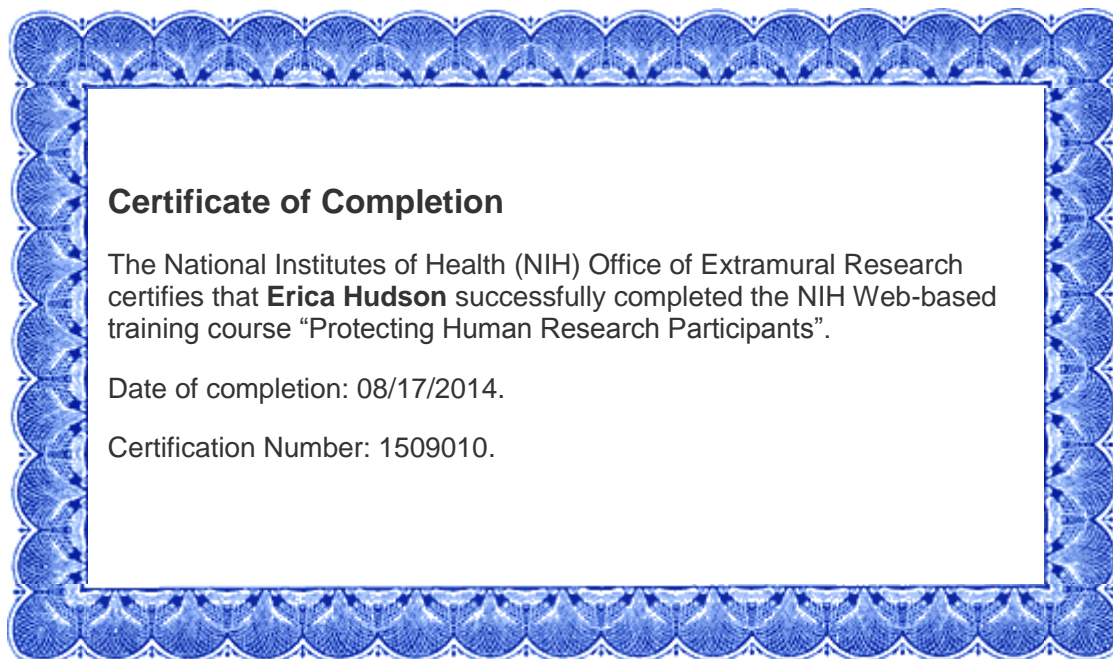 Certificate of Completion
The National Institutes of Health (NIH) Office of Extramural Research
certifies that Erica Hudson successfully completed the NIH Web-based
training course “Protecting Human Research Participants”.
Date of completion: 08/17/2014.
Certification Number: 1509010.